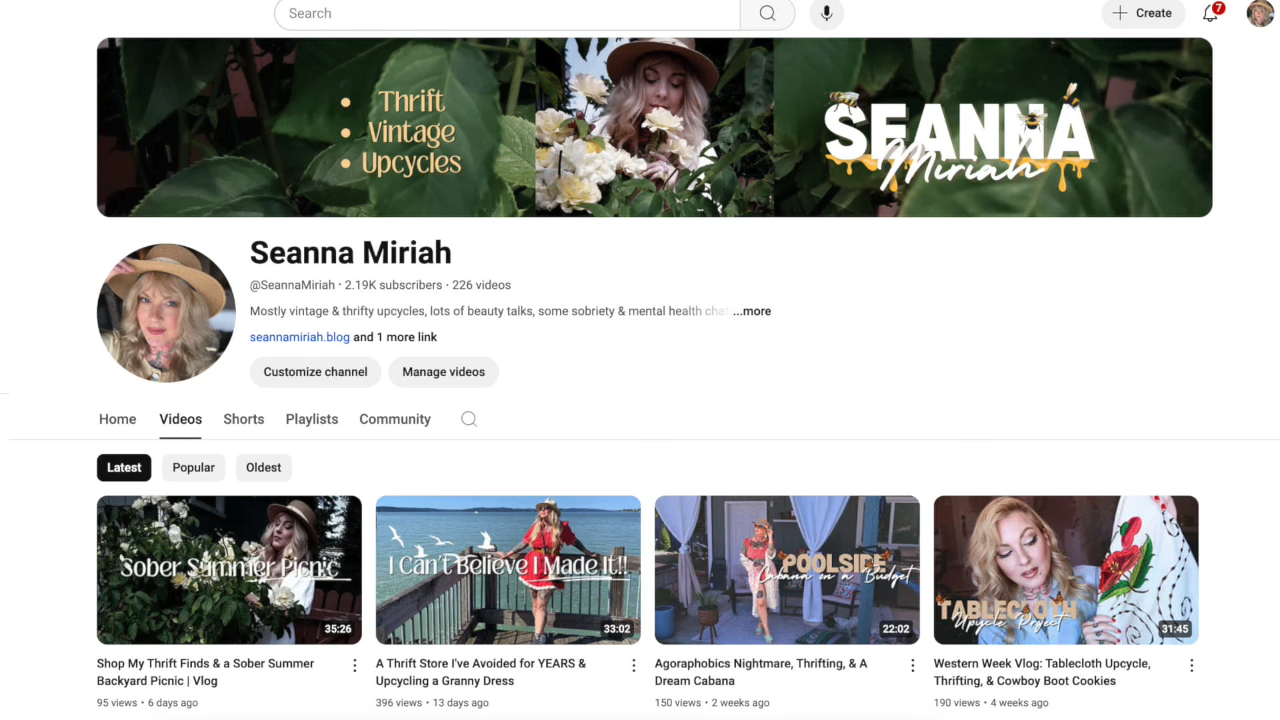 Search
Create
7
Thrift
Vintage
Upcycles
SEANNA
Miriah
Seanna Miriah
@SeannaMiriah · 2.19K subscribers · 226 videos
Mostly vintage & thrifty upcycles, lots of beauty talks, some sobriety & mental health chat ...more
seannamiriah.blog and 1 more link
Customize channel
Manage videos
Home
Videos
Shorts
Playlists
Community
Latest
Popular
Oldest
Sober Summer Picnic
35:26
I Can't Believe I Made It!!
33:02
POOLSIDE
Cabana on a Budget
22:02
TABLECLOTH
Upcycle Project
31:45
Shop My Thrift Finds & a Sober Summer
Backyard Picnic | Vlog
95 views · 6 days ago
A Thrift Store I've Avoided for YEARS &
Upcycling a Granny Dress
396 views · 13 days ago
Agoraphobics Nightmare, Thrifting, & A
Dream Cabana
150 views · 2 weeks ago
Western Week Vlog: Tablecloth Upcycle,
Thrifting, & Cowboy Boot Cookies
190 views · 4 weeks ago